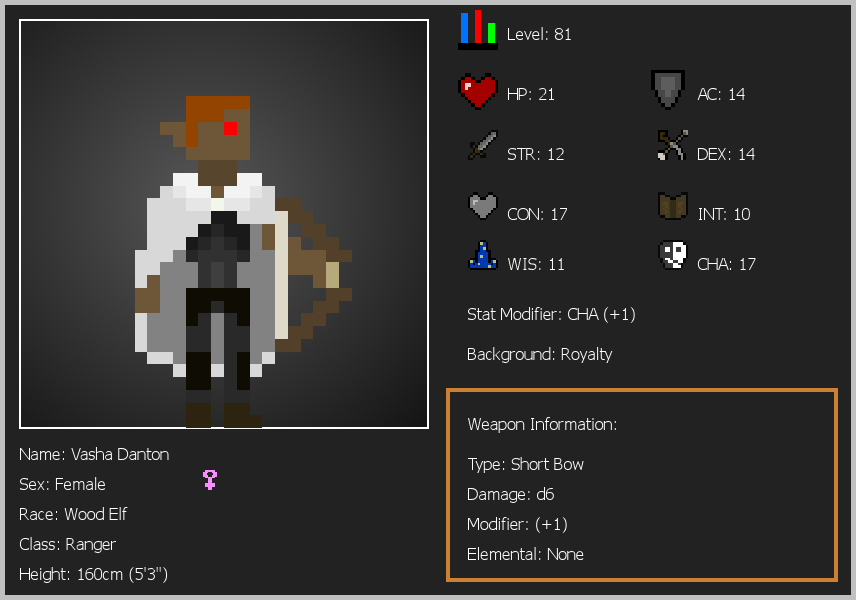 Level: 81
HP: 21
AC: 14
STR: 12
DEX: 14
CON: 17
INT: 10
WIS: 11
CHA: 17
Stat Modifier: CHA (+1)
Background: Royalty
Weapon Information:
Type: Short Bow
Damage: d6
Modifier: (+1)
Elemental: None
Name: Vasha Danton
Sex: Female
Race: Wood Elf
Class: Ranger
Height: 160cm (5'3")